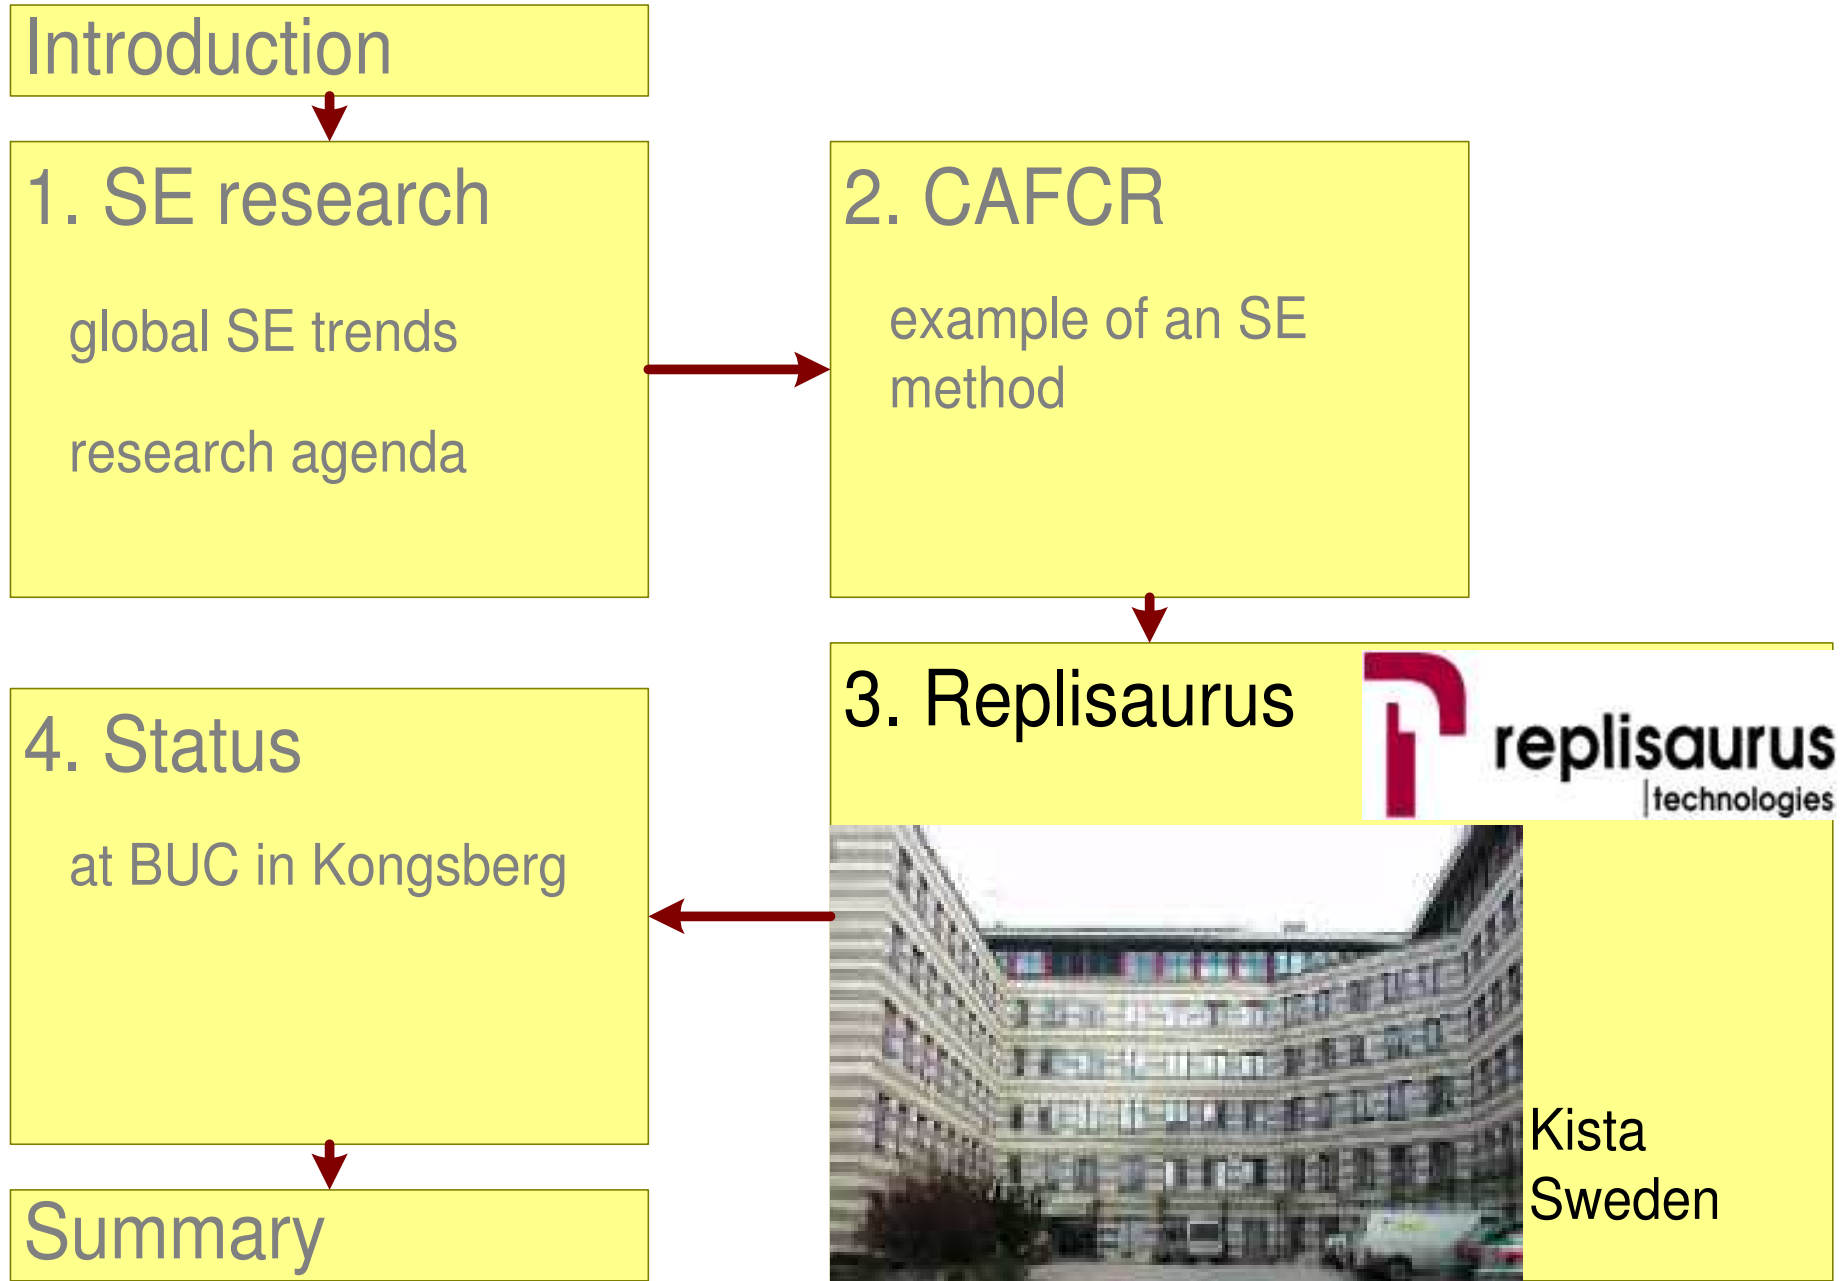 Introduction
1. SE research
global SE trends
research agenda
2. CAFCR
example of an SE
method
3. Replisaurus
replisaurus
technologies
Kista
Sweden
4. Status
at BUC in Kongsberg
Summary